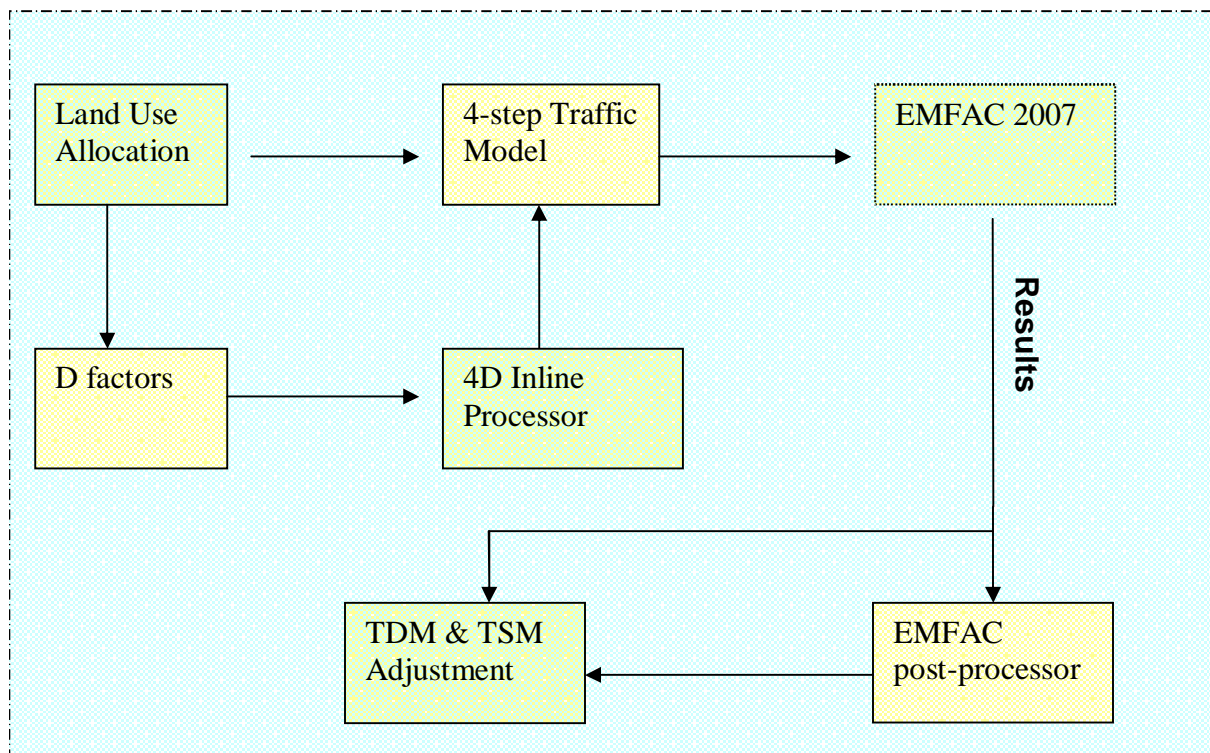 Land Use
Allocation
4-step Traffic
Model
EMFAC 2007
Results
D factors
4D Inline
Processor
TDM & TSM
Adjustment
EMFAC
post-processor